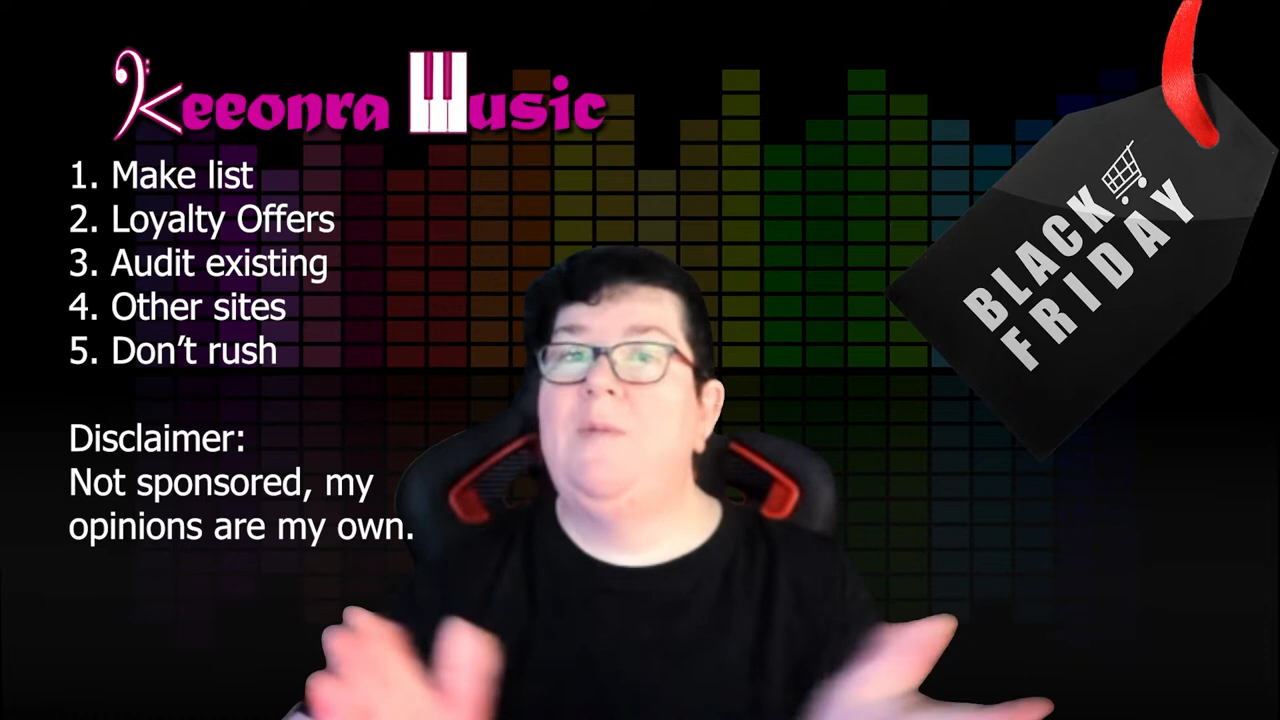 Keeonra Music
1. Make list
2. Loyalty Offers
3. Audit existing
4. Other sites
5. Don't rush
Disclaimer:
Not sponsored, my
opinions are my own.
BLACK
FRIDAY